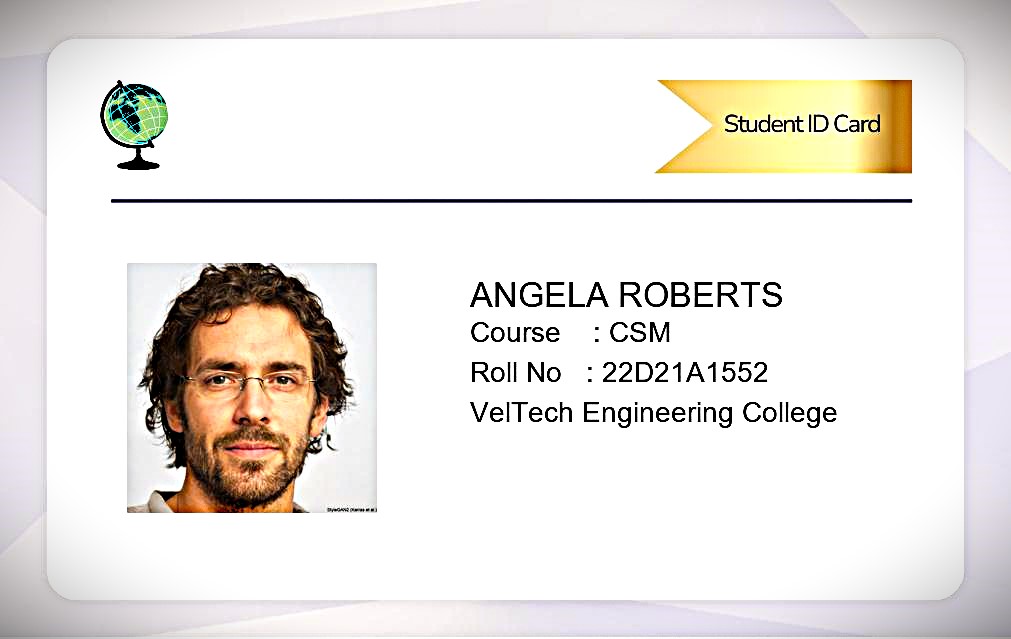 Student ID Card
ANGELA ROBERTS
Course : CSM
Roll No : 22D21A1552
VelTech Engineering College
StyleGAN2 (Karras et al.)